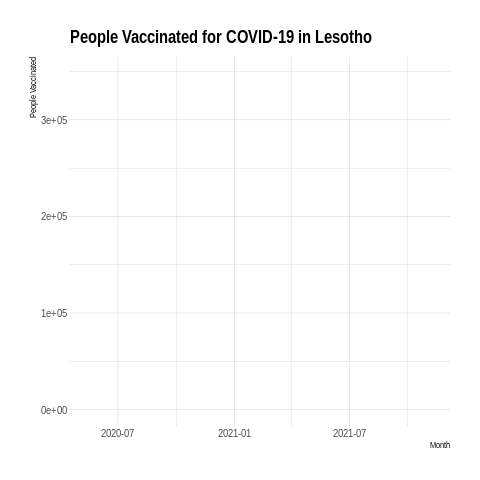 People Vaccinated for COVID-19 in Lesotho
People Vaccinated
3e+05
2e+05
1e+05
0e+00
2020-07 2021-01 2021-07
Month